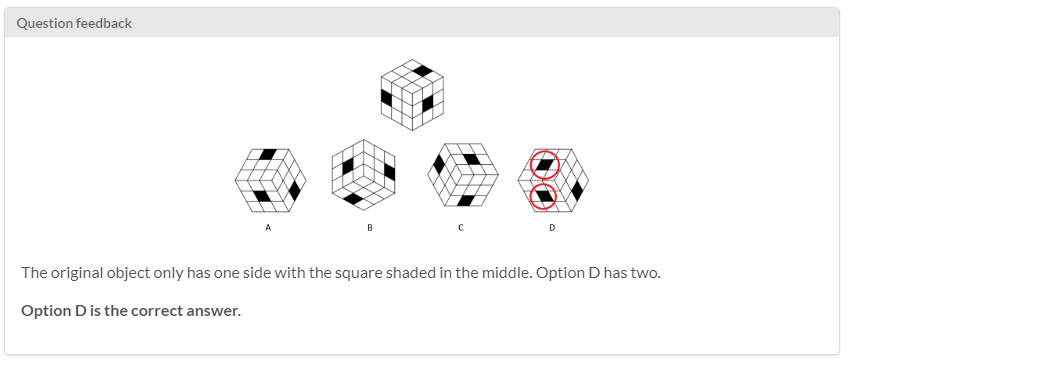 Question feedback
A
B
C
D
The original object only has one side with the square shaded in the middle. Option D has two.
Option D is the correct answer.